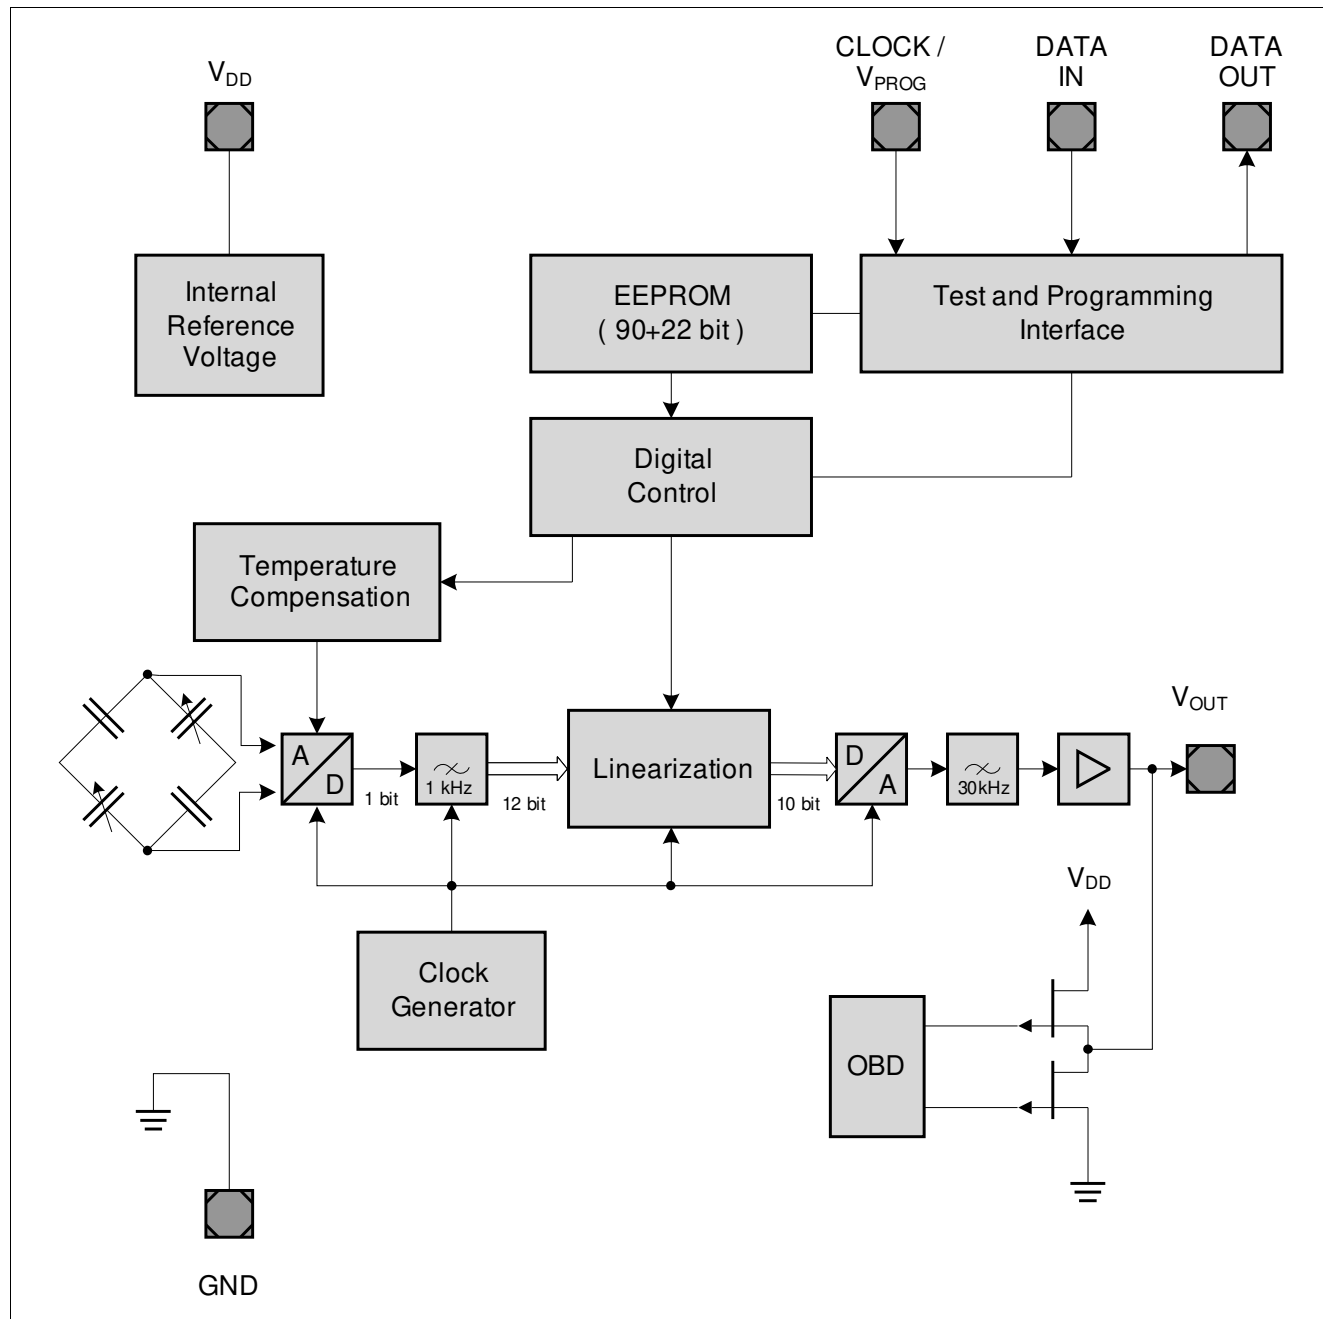 CLOCK /
VPROG
DATA
IN
DATA
OUT
VDD
Internal
Reference
Voltage
EEPROM
( 90+22 bit )
Test and Programming
Interface
Digital
Control
Temperature
Compensation
VOUT
A
D
1 bit
1 kHz
12 bit
Linearization
10 bit
D
A
30kHz
VDD
Clock
Generator
OBD
GND